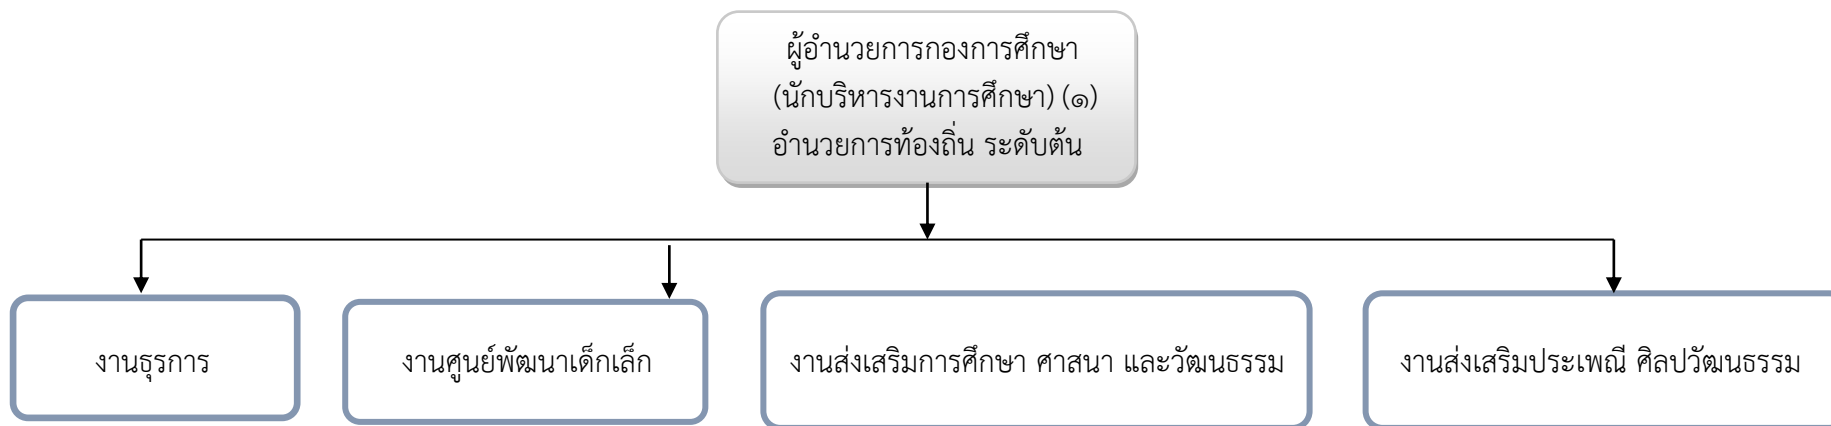 ผู้อำนวยการกองการศึกษา
(นักบริหารงานการศึกษา) (๑)
อำนวยการท้องถิ่น ระดับต้น
งานธุรการ
งานศูนย์พัฒนาเด็กเล็ก
งานส่งเสริมการศึกษา ศาสนา และวัฒนธรรม
งานส่งเสริมประเพณี ศิลปวัฒนธรรม